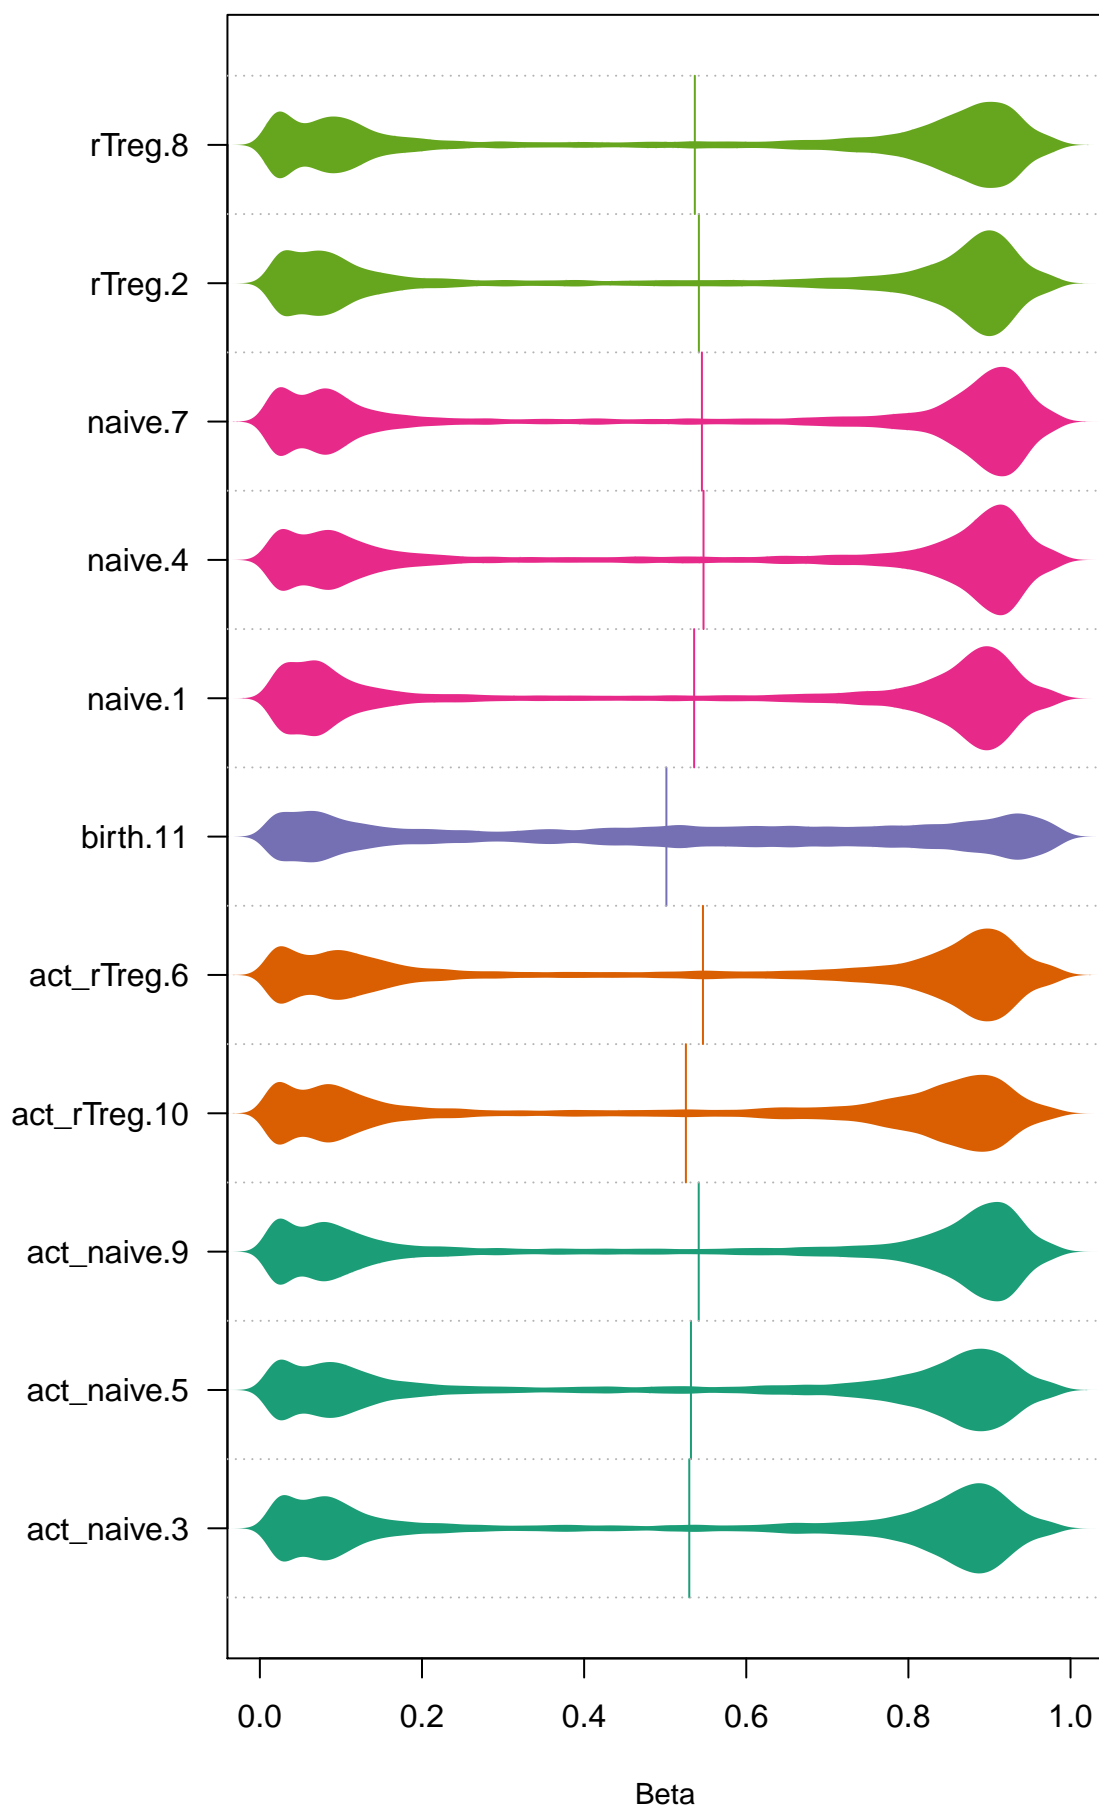 rTreg.8
rTreg.2
naive.7
naive.4
naive.1
birth.11
act_rTreg.6
act_rTreg.10
act_naive.9
act_naive.5
act_naive.3
0.0 0.2 0.4 0.6 0.8 1.0
Beta